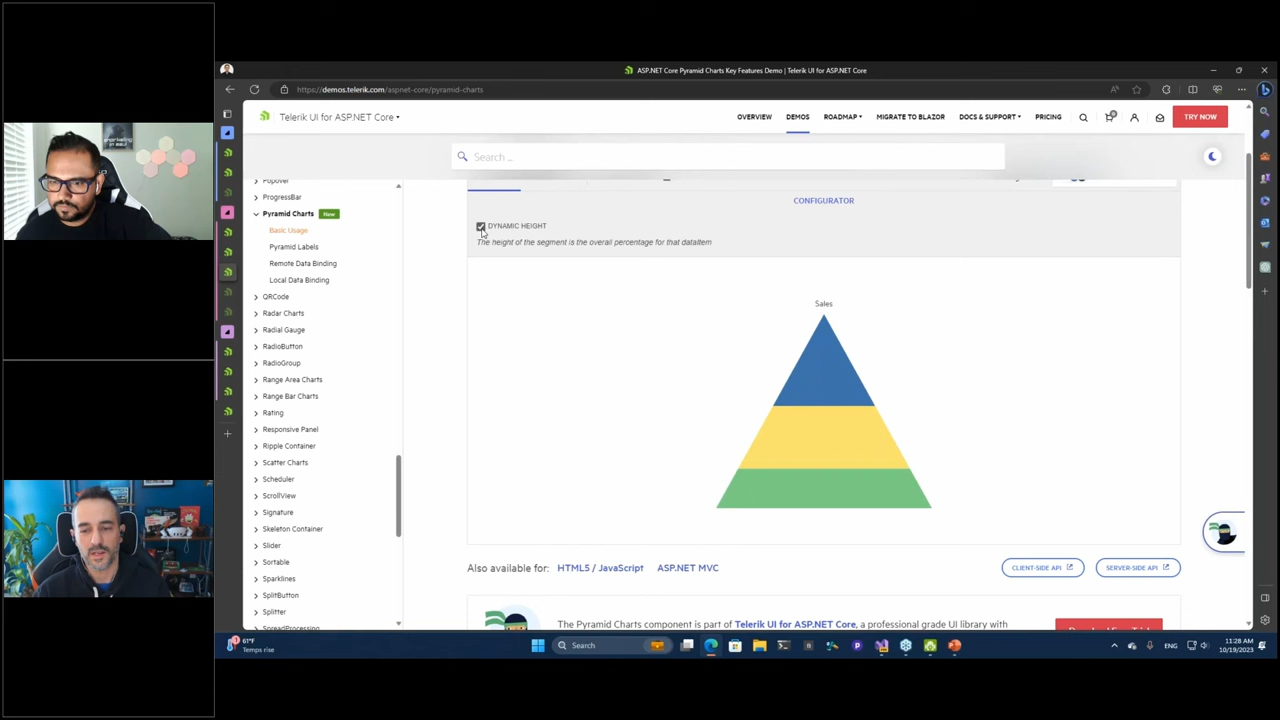 ASP.NET Core Pyramid Charts Key Features Demo | Telerik UI for ASP.NET Core
https://demos.telerik.com/aspnet-core/pyramid-charts
Telerik UI for ASP.NET Core
OVERVIEW
DEMOS
ROADMAP
MIGRATE TO BLAZOR
DOCS & SUPPORT
PRICING
TRY NOW
Search ...
Popover
ProgressBar
Pyramid Charts New
Basic Usage
Pyramid Labels
Remote Data Binding
Local Data Binding
QRCode
Radar Charts
Radial Gauge
RadioButton
RadioGroup
Range Area Charts
Range Bar Charts
Rating
Responsive Panel
Ripple Container
Scatter Charts
Scheduler
ScrollView
Signature
Skeleton Container
Slider
Sortable
Sparklines
SplitButton
Splitter
SpreadProcessing
CONFIGURATOR
DYNAMIC HEIGHT
The height of the segment is the overall percentage for that dataItem
Sales
Also available for: HTML5 / JavaScript ASP.NET MVC
CLIENT-SIDE API
SERVER-SIDE API
The Pyramid Charts component is part of Telerik UI for ASP.NET Core, a professional grade UI library with
61°F
Temps rise
Search
ENG
11:28 AM
10/19/2023